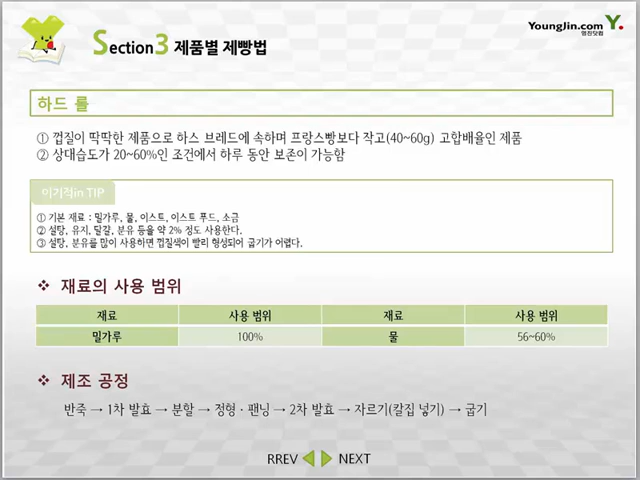 YoungJin.com Y.
영진닷컴
Section3 제품별 제빵법
하드 롤
① 껍질이 딱딱한 제품으로 하스 브레드에 속하며 프랑스빵보다 작고(40~60g) 고합배율인 제품
② 상대습도가 20~60%인 조건에서 하루 동안 보존이 가능함
이기적in TIP
① 기본 재료 : 밀가루, 물, 이스트, 이스트 푸드, 소금
② 설탕, 유지, 달걀, 분유 등을 약 2% 정도 사용한다.
③ 설탕, 분유를 많이 사용하면 껍질색이 빨리 형성되어 굽기가 어렵다.
❖ 재료의 사용 범위
재료 사용 범위 재료 사용 범위
밀가루 100% 물 56~60%
❖ 제조 공정
반죽 → 1차 발효 → 분할 → 정형 · 팬닝 → 2차 발효 → 자르기(칼집 넣기) → 굽기
RREV NEXT